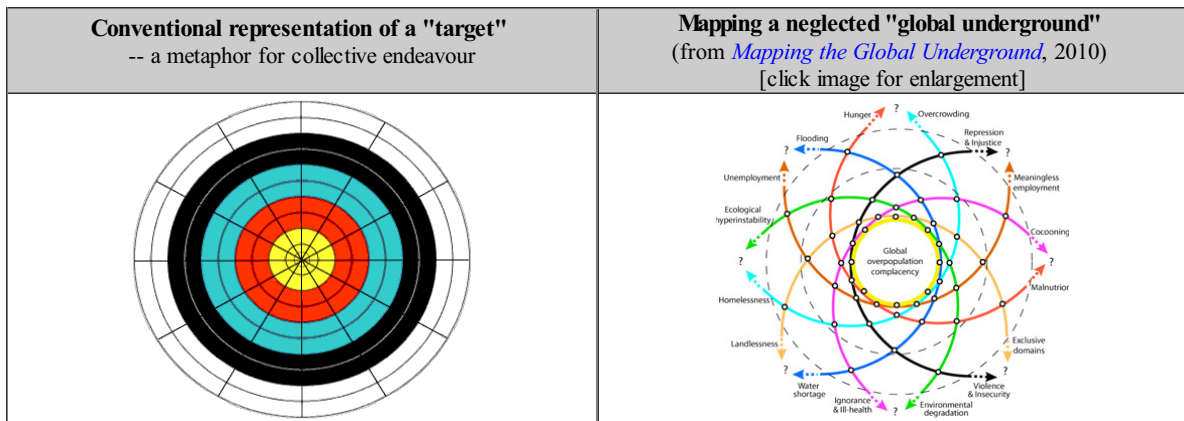 Conventional representation of a "target"
-- a metaphor for collective endeavour
Mapping a neglected "global underground"
(from Mapping the Global Underground, 2010)
[click image for enlargement]
Hunger
?
Overcrowding
Flooding
Repression
& Injustice
?
?
Unemployment
Meaningless
employment
Ecological
hyperinstability
Cocooning
Global
overpopulation
complacency
?
?
Homelessness
Malnutrion
Landlessness
Exclusive
domains
?
?
Water
shortage
Violence
& Insecurity
Ignorance
& Ill-health
?
Environmental
degradation